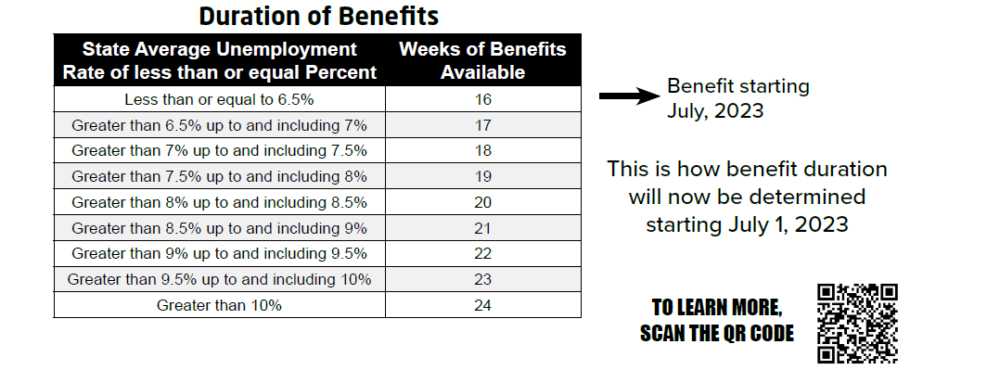 Duration of Benefits
State Average Unemployment
Rate of less than or equal Percent
Weeks of Benefits
Available
Less than or equal to 6.5% 16
Greater than 6.5% up to and including 7% 17
Greater than 7% up to and including 7.5% 18
Greater than 7.5% up to and including 8% 19
Greater than 8% up to and including 8.5% 20
Greater than 8.5% up to and including 9% 21
Greater than 9% up to and including 9.5% 22
Greater than 9.5% up to and including 10% 23
Greater than 10% 24
Benefit starting
July, 2023
This is how benefit duration
will now be determined
starting July 1, 2023
TO LEARN MORE,
SCAN THE QR CODE